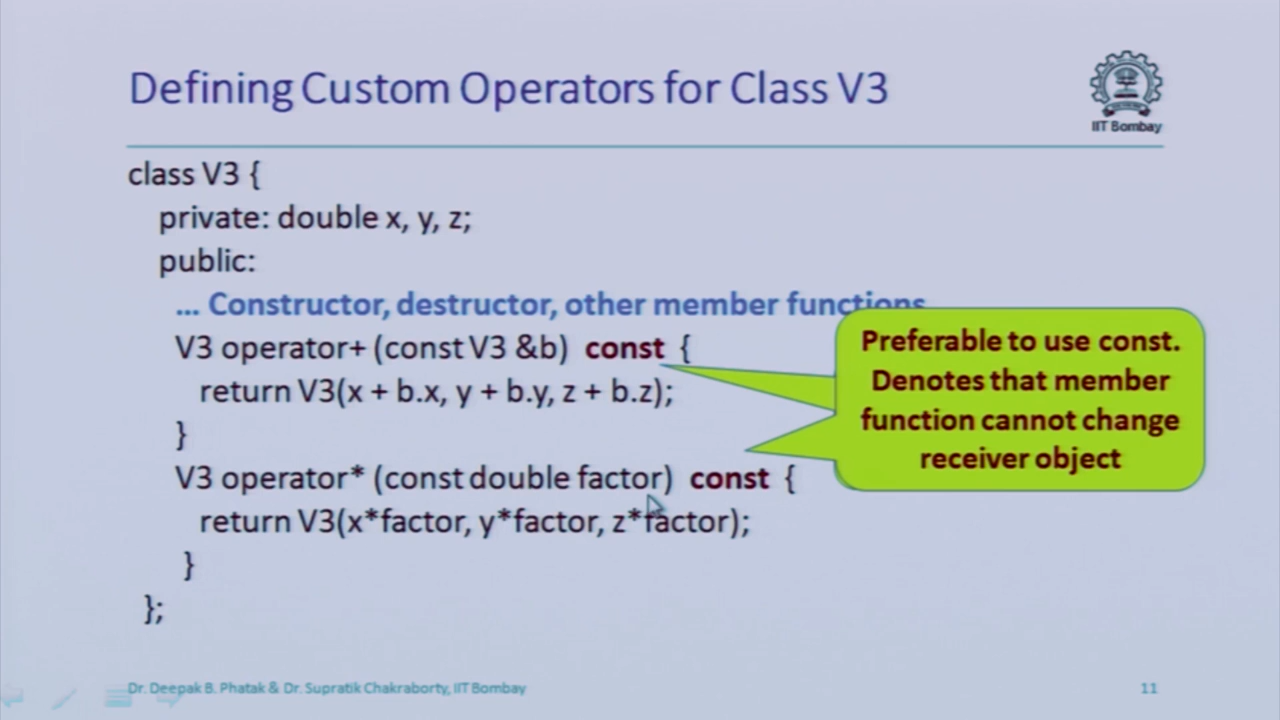 Defining Custom Operators for Class V3
IIT Bombay
class V3 {
private: double x, y, z;
public:
... Constructor, destructor, other member functions
V3 operator+ (const V3 &b) const {
return V3(x + b.x, y + b.y, z + b.z);
}
V3 operator* (const double factor) const {
return V3(x*factor, y*factor, z*factor);
}
};
Preferable to use const.
Denotes that member
function cannot change
receiver object
Dr. Deepak B. Phatak & Dr. Supratik Chakraborty, IIT Bombay
11